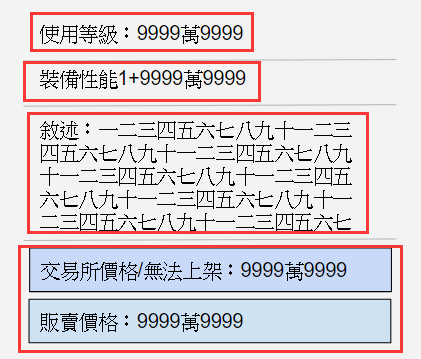 使用等級：9999萬9999
裝備性能1+9999萬9999
敘述：一二三四五六七八九十一二三
四五六七八九十一二三四五六七八九
十一二三四五六七八九十一二三四五
六七八九十一二三四五六七八九十一
二三四五六七八九十一二三四五六七
交易所價格/無法上架：9999萬9999
販賣價格：9999萬9999